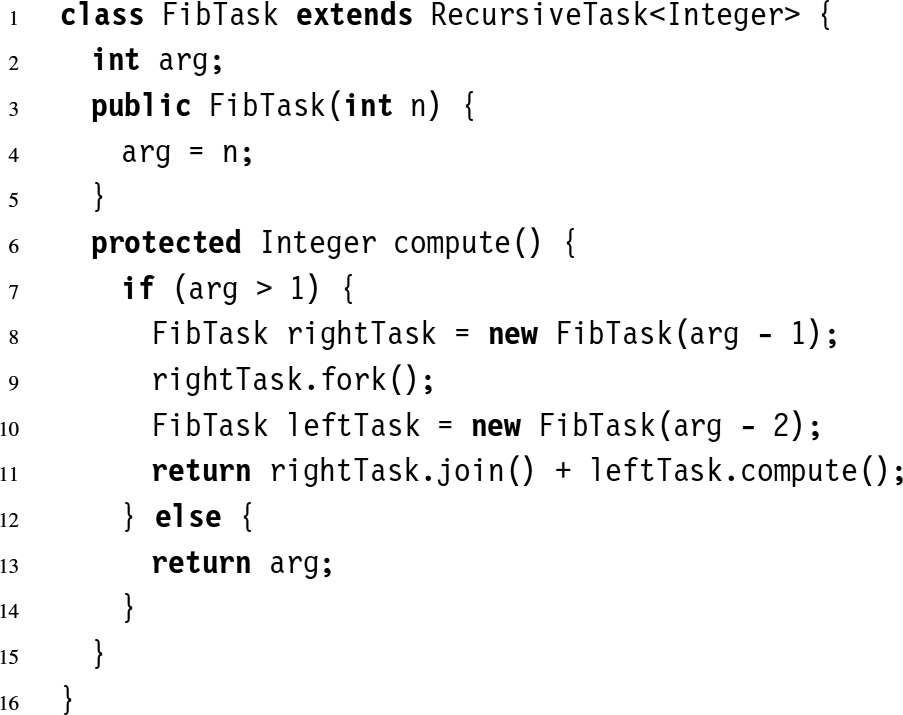 1 class FibTask extends RecursiveTask<Integer> {
2 int arg;
3 public FibTask(int n) {
4 arg = n;
5 }
6 protected Integer compute() {
7 if (arg > 1) {
8 FibTask rightTask = new FibTask(arg - 1);
9 rightTask.fork();
10 FibTask leftTask = new FibTask(arg - 2);
11 return rightTask.join() + leftTask.compute();
12 } else {
13 return arg;
14 }
15 }
16 }